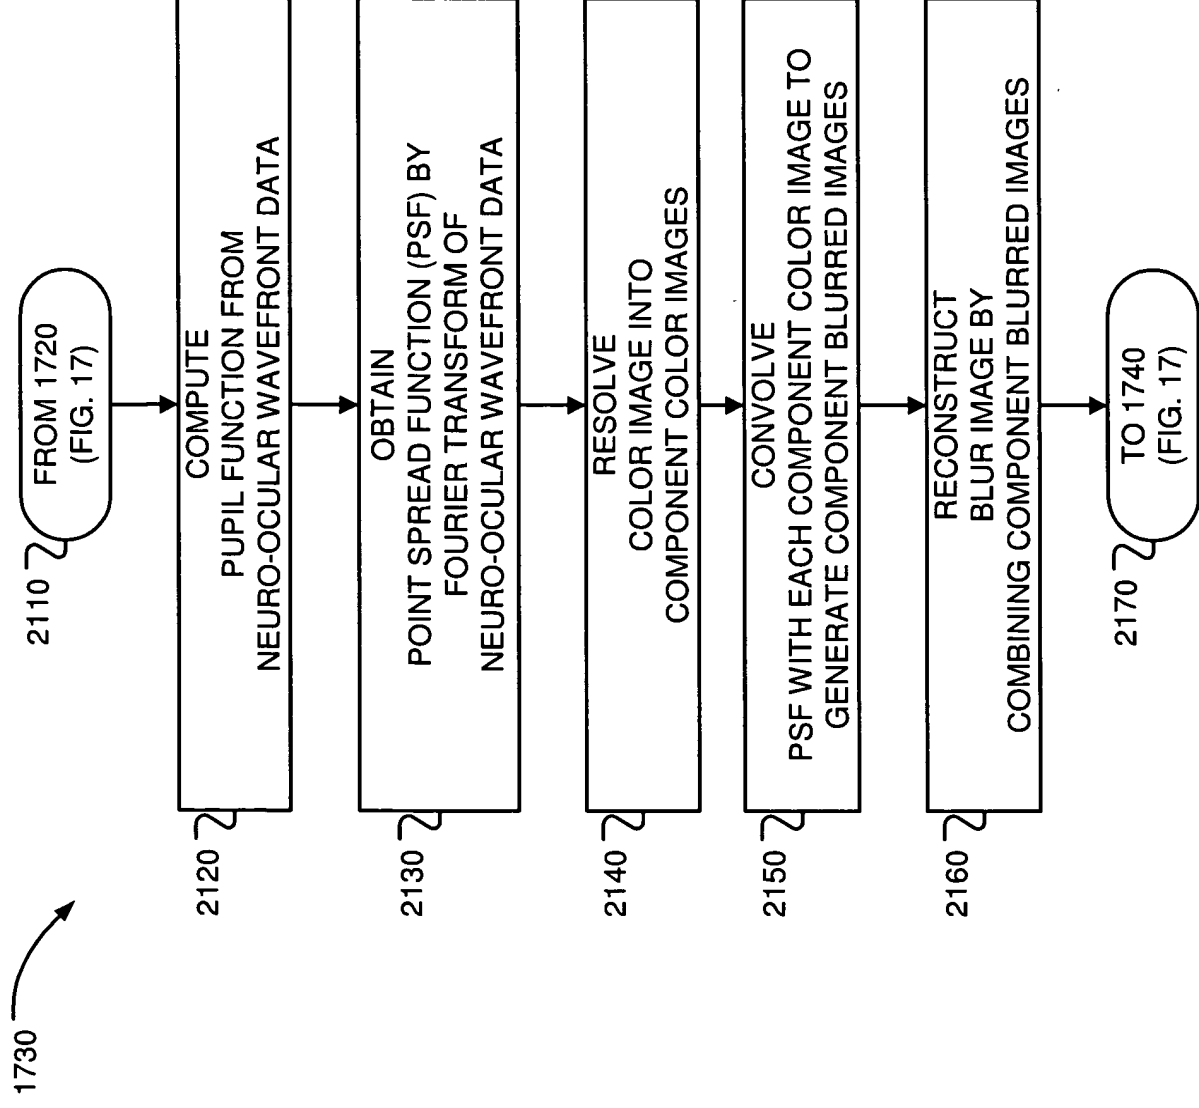 1730
2110
FROM 1720
(FIG. 17)
2120
COMPUTE
PUPIL FUNCTION FROM
NEURO-OCULAR WAVEFRONT DATA
2130
OBTAIN
POINT SPREAD FUNCTION (PSF) BY
FOURIER TRANSFORM OF
NEURO-OCULAR WAVEFRONT DATA
2140
RESOLVE
COLOR IMAGE INTO
COMPONENT COLOR IMAGES
2150
CONVOLVE
PSF WITH EACH COMPONENT COLOR IMAGE TO
GENERATE COMPONENT BLURRED IMAGES
2160
RECONSTRUCT
BLUR IMAGE BY
COMBINING COMPONENT BLURRED IMAGES
2170
TO 1740
(FIG. 17)